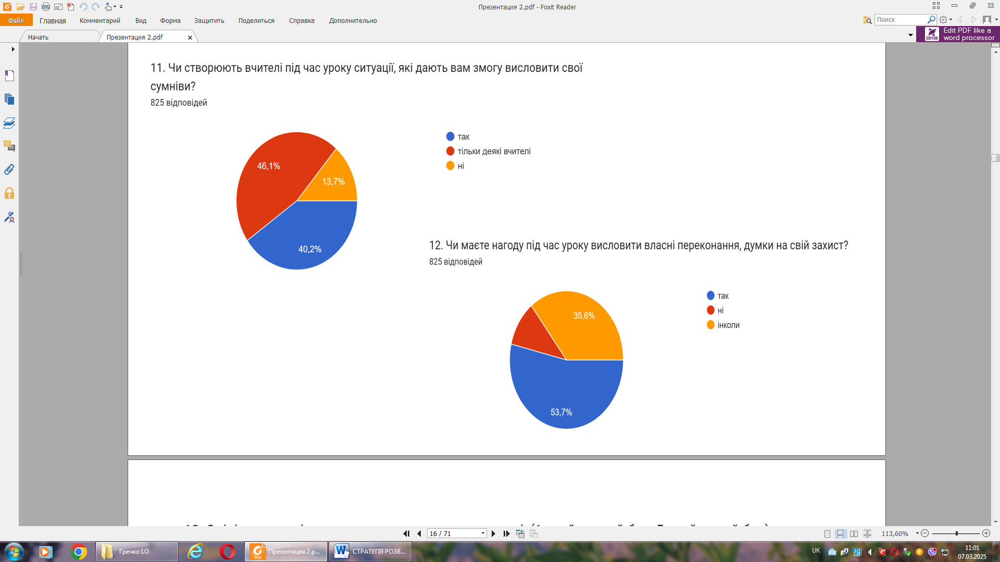 Презентация 2.pdf - Foxit Reader
Файл Главная Комментарий Вид Форма Защитить Поделиться Справка Дополнительно
Поиск
Начать
Презентация 2.pdf
EDITOR
Edit PDF like a
word processor
11. Чи створюють вчителі під час уроку ситуації, які дають вам змогу висловити свої
сумніви?
825 відповідей
так
тільки деякі вчителі
ні
46,1%
13,7%
40,2%
12. Чи маєте нагоду під час уроку висловити власні переконання, думки на свій захист?
825 відповідей
так
ні
інколи
35,6%
53,7%
16 / 71
113,60%
Гречко І.О
Презентация 2.p...
СТРАТЕГІЯ РОЗВ...
UK
11:01
07.03.2025